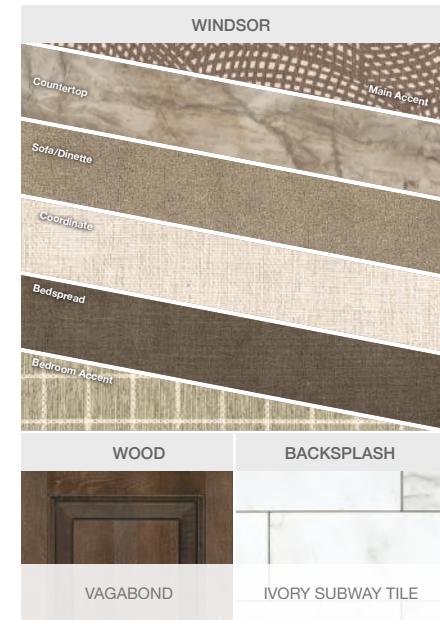 WINDSOR
Main Accent
Countertop
Sofa/Dinette
Coordinate
Bedspread
Bedroom Accent
WOOD
BACKSPLASH
VAGABOND
IVORY SUBWAY TILE